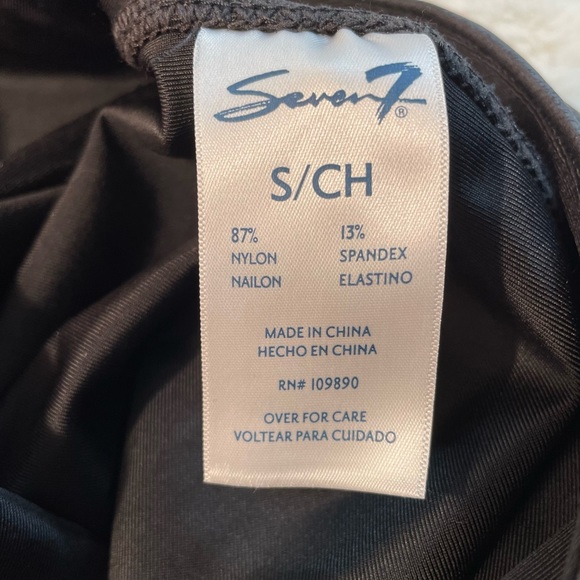 Seven7®
S/CH
87% 13%
NYLON SPANDEX
NAILON ELASTINO
MADE IN CHINA
HECHO EN CHINA
RN# 109890
OVER FOR CARE
VOLTEAR PARA CUIDADO